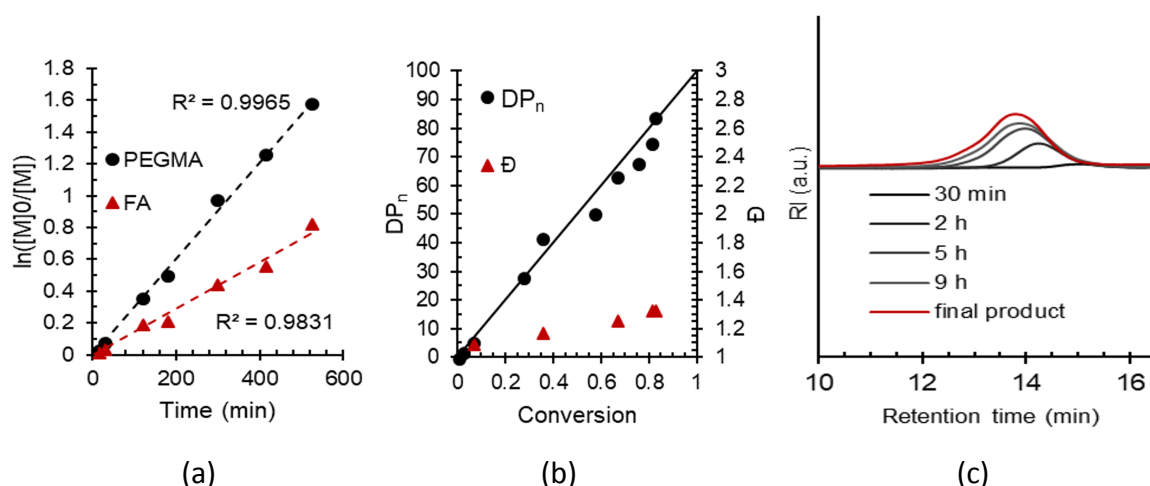 1.8
1.6
1.4
1.2
1
0.8
0.6
0.4
0.2
0
ln([M]0/[M])
R² = 0.9965
PEGMA
FA
R² = 0.9831
0
200
400
600
Time (min)
(a)
100
90
80
70
60
50
40
30
20
10
0
DPn
DPn
Đ
3
2.8
2.6
2.4
2.2
2
1.8
1.6
1.4
1.2
1
Đ
0
0.2
0.4
0.6
0.8
1
Conversion
(b)
RI (a.u.)
30 min
2 h
5 h
9 h
final product
10
12
14
16
Retention time (min)
(c)